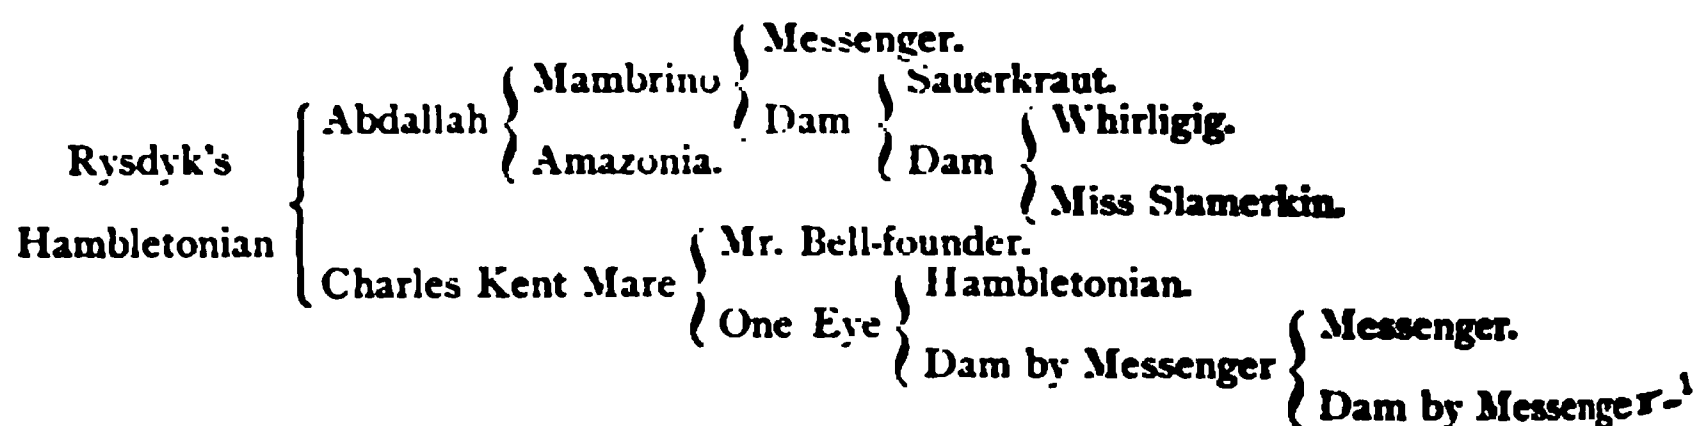 Messenger.
Mambrino
Sauerkraut.
Abdallah
Dam
Whirligig.
Rysdyk's
Amazonia.
Dam
Miss Slamerkin.
Hambletonian
Mr. Bell-founder.
Charles Kent Mare
Hambletonian.
One Eye
Messenger.
Dam by Messenger
Dam by Messenger-1